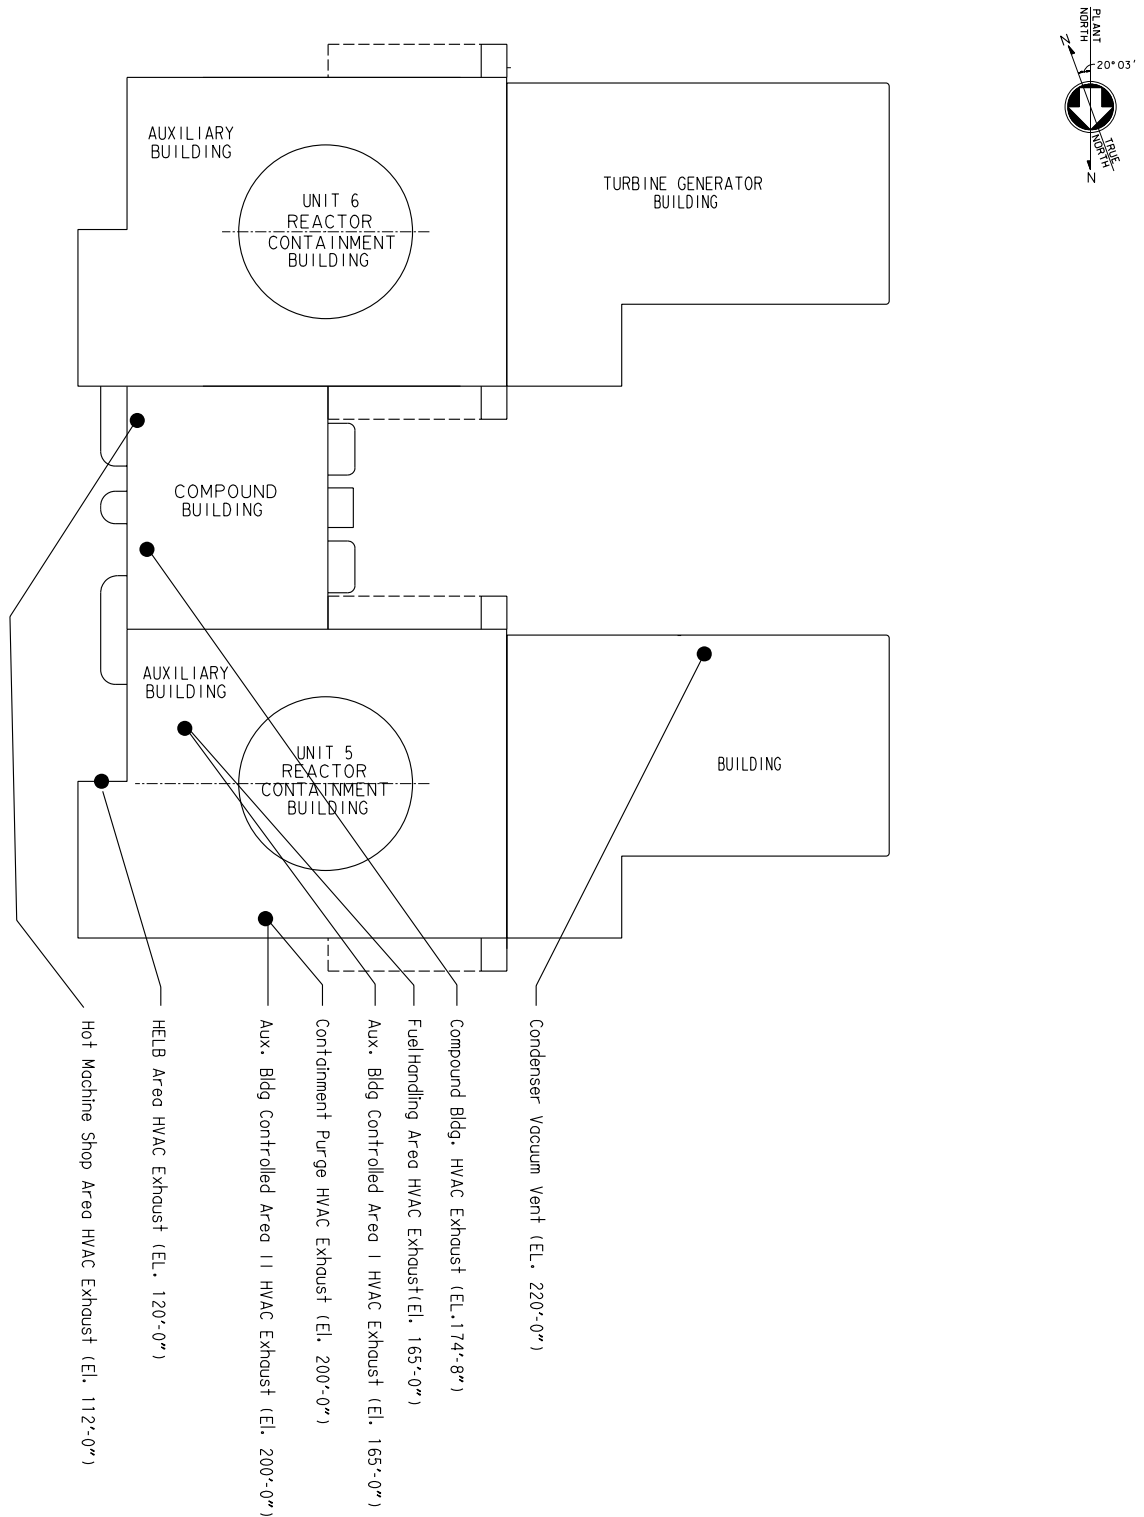 PLANT
NORTH
N
20°03'
TRUE
NORTH
N
AUXILIARY
BUILDING
UNIT 6
REACTOR
CONTAINMENT
BUILDING
TURBINE GENERATOR
BUILDING
COMPOUND
BUILDING
AUXILIARY
BUILDING
UNIT 5
REACTOR
CONTAINMENT
BUILDING
BUILDING
Hot Machine Shop Area HVAC Exhaust (El. 112'-0")
HELB Area HVAC Exhaust (EL. 120'-0")
Aux. Bldg Controlled Area II HVAC Exhaust (El. 200'-0")
Containment Purge HVAC Exhaust (El. 200'-0")
Aux. Bldg Controlled Area I HVAC Exhaust (El. 165'-0")
Fuel Handling Area HVAC Exhaust(El. 165'-0")
Compound Bldg. HVAC Exhaust (EL.174'-8")
Condenser Vacuum Vent (EL. 220'-0")